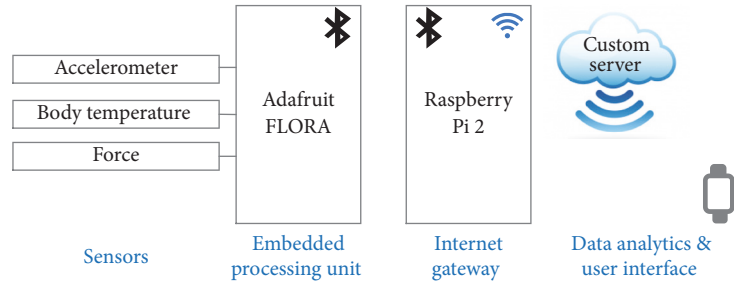 Accelerometer
Body temperature
Force
Adafruit
FLORA
Raspberry
Pi 2
Custom
server
Sensors
Embedded
processing unit
Internet
gateway
Data analytics &
user interface